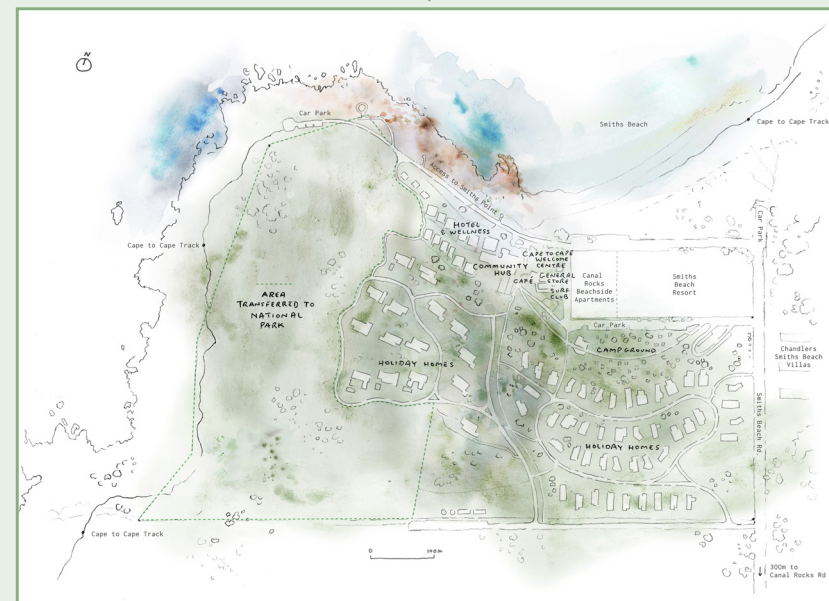 N
Car Park
Smiths Beach
Cape to Cape Track
Access to Smiths Point
Car Park
HOTEL
& WELLNESS
Cape to Cape Track
CAPE TO CAPE
WELCOME
CENTRE
COMMUNITY
HUB
GENERAL
STORE
CAFE
SURF
CLUB
Canal
Rocks
Beachside
Apartments
Smiths
Beach
Resort
AREA
TRANSFERRED TO
NATIONAL
PARK
Car Park
CAMPGROUND
Chandlers
Smiths Beach
Villas
HOLIDAY HOMES
Smiths Beach Rd.
HOLIDAY HOMES
Cape to Cape Track
0 100m
300m to
Canal Rocks Rd